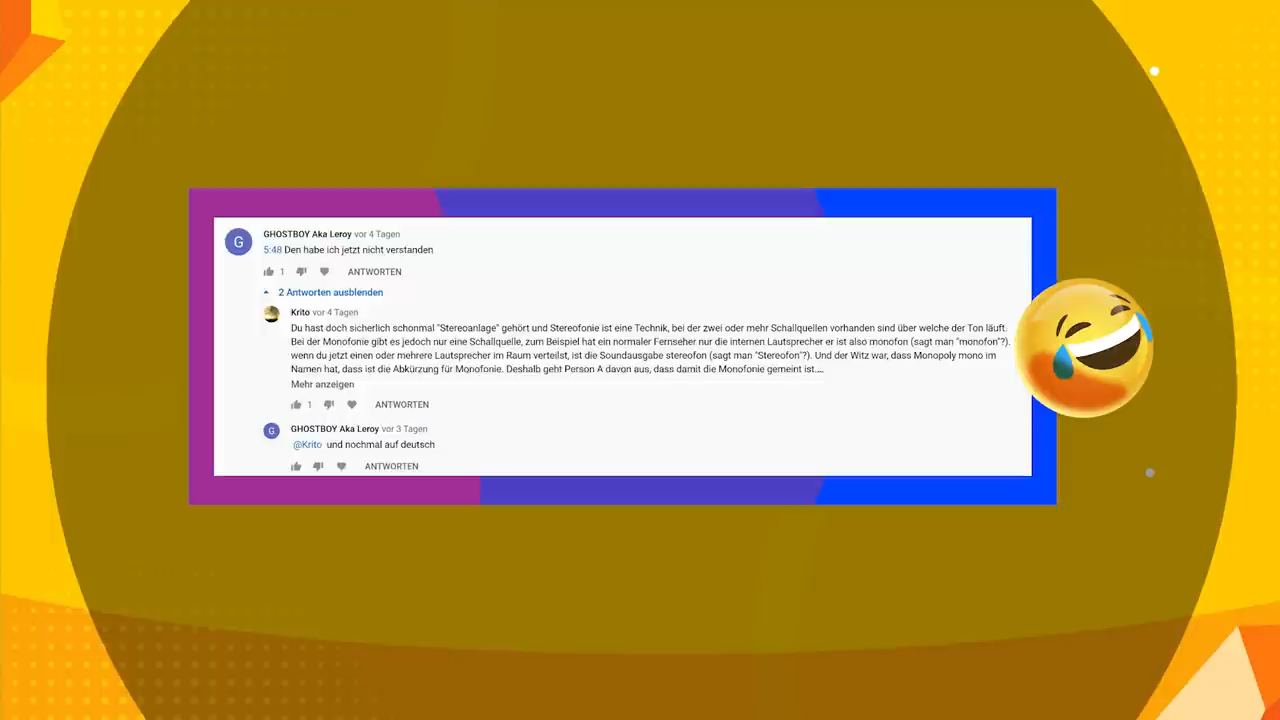 G
GHOSTBOY Aka Leroy vor 4 Tagen
5:48 Den habe ich jetzt nicht verstanden
1 ANTWORTEN
2 Antworten ausblenden
Krito vor 4 Tagen
Du hast doch sicherlich schonmal "Stereoanlage" gehört und Stereofonie ist eine Technik, bei der zwei oder mehr Schallquellen vorhanden sind über welche der Ton läuft.
Bei der Monofonie gibt es jedoch nur eine Schallquelle, zum Beispiel hat ein normaler Fernseher nur die internen Lautsprecher er ist also monofon (sagt man "monofon"?).
wenn du jetzt einen oder mehrere Lautsprecher im Raum verteilst, ist die Soundausgabe stereofon (sagt man "Stereofon"?). Und der Witz war, dass Monopoly mono im
Namen hat, dass ist die Abkürzung für Monofonie. Deshalb geht Person A davon aus, dass damit die Monofonie gemeint ist....
Mehr anzeigen
1 ANTWORTEN
G
GHOSTBOY Aka Leroy vor 3 Tagen
@Krito und nochmal auf deutsch
ANTWORTEN